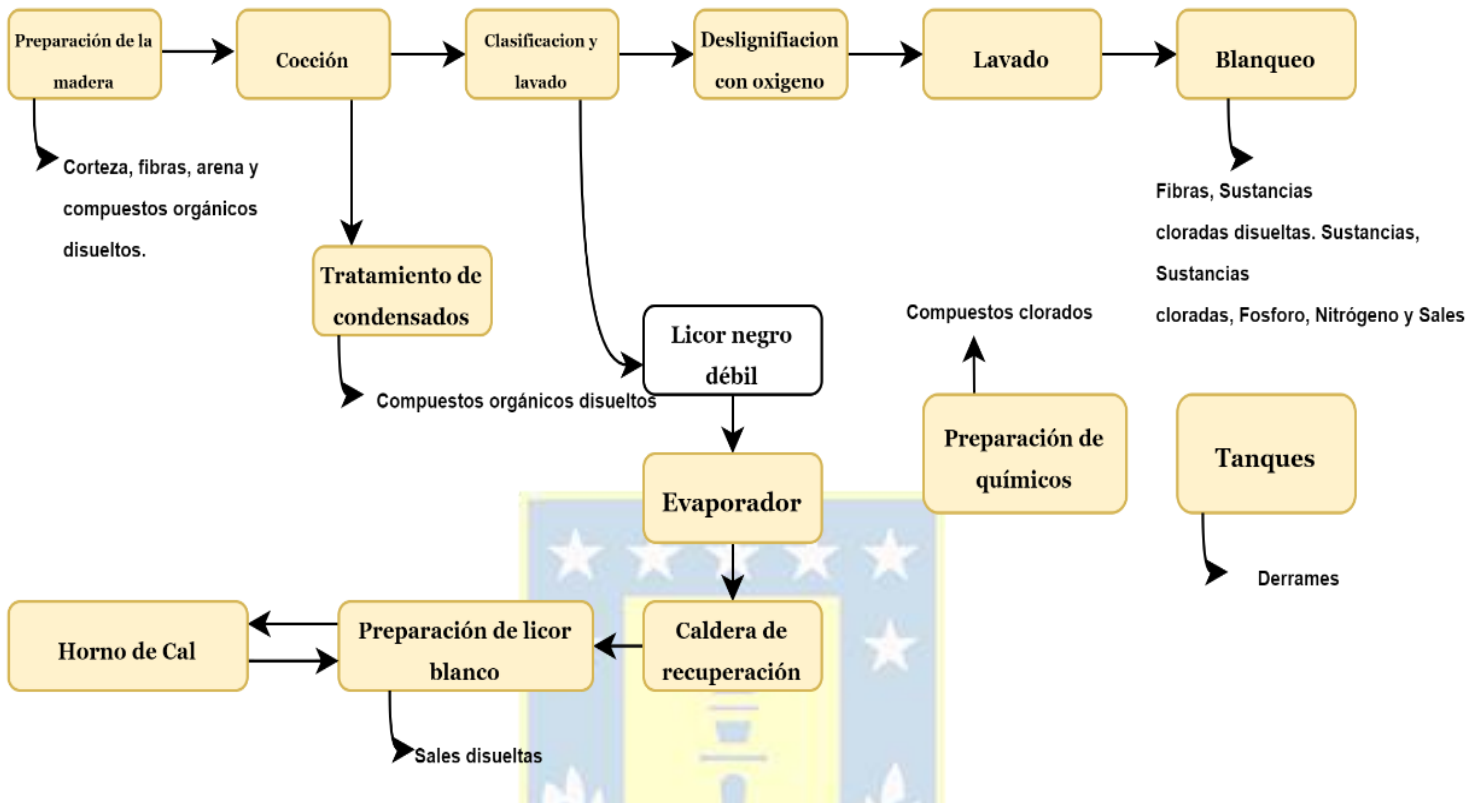 Preparación de la
madera
Cocción
Clasificacion y
lavado
Deslignifiacion
con oxigeno
Lavado
Blanqueo
Corteza, fibras, arena y
compuestos orgánicos
disueltos.
Fibras, Sustancias
cloradas disueltas. Sustancias,
Sustancias
cloradas, Fosforo, Nitrógeno y Sales
Tratamiento de
condensados
Compuestos orgánicos disueltos
Licor negro
débil
Compuestos clorados
Evaporador
Preparación de
químicos
Tanques
Derrames
Horno de Cal
Preparación de licor
blanco
Caldera de
recuperación
Sales disueltas